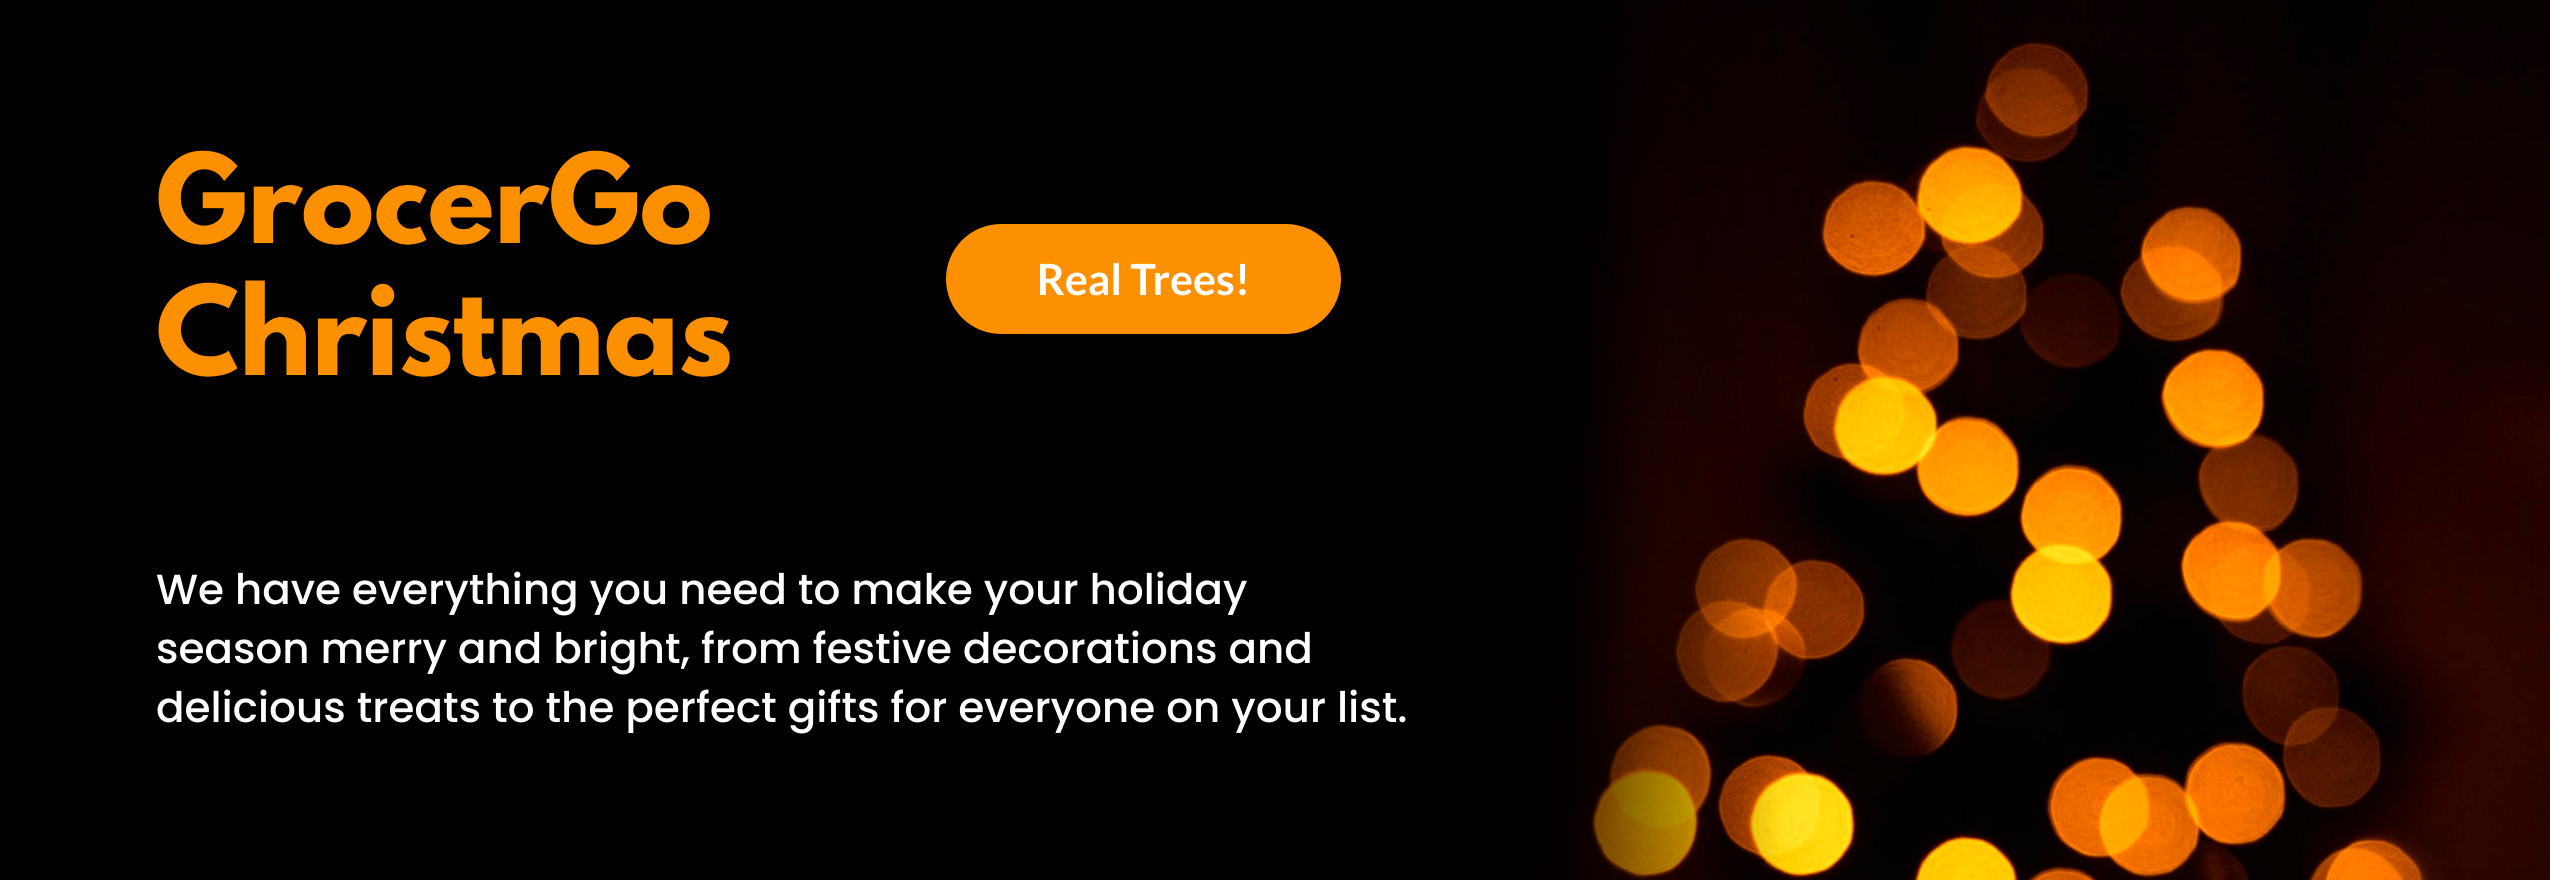 GrocerGo
Christmas
Real Trees!
We have everything you need to make your holiday
season merry and bright, from festive decorations and
delicious treats to the perfect gifts for everyone on your list.